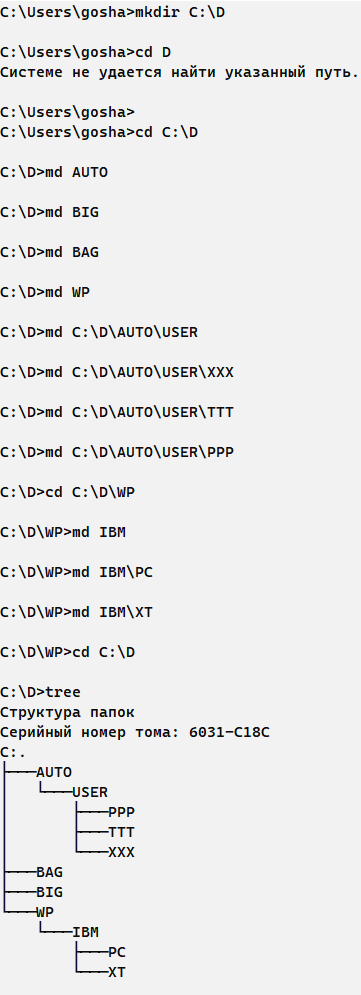 C:\Users\gosha>mkdir C:\D
C:\Users\gosha>cd D
Системе не удается найти указанный путь.
C:\Users\gosha>
C:\Users\gosha>cd C:\D
C:\D>md AUTO
C:\D>md BIG
C:\D>md BAG
C:\D>md WP
C:\D>md C:\D\AUTO\USER
C:\D>md C:\D\AUTO\USER\XXX
C:\D>md C:\D\AUTO\USER\TTT
C:\D>md C:\D\AUTO\USER\PPP
C:\D>cd C:\D\WP
C:\D\WP>md IBM
C:\D\WP>md IBM\PC
C:\D\WP>md IBM\XT
C:\D\WP>cd C:\D
C:\D>tree
Структура папок
Серийный номер тома: 6031-C18C
C:.
├───AUTO
│   └───USER
│       ├───PPP
│       ├───TTT
│       └───XXX
├───BAG
├───BIG
└───WP
    └───IBM
        ├───PC
        └───XT